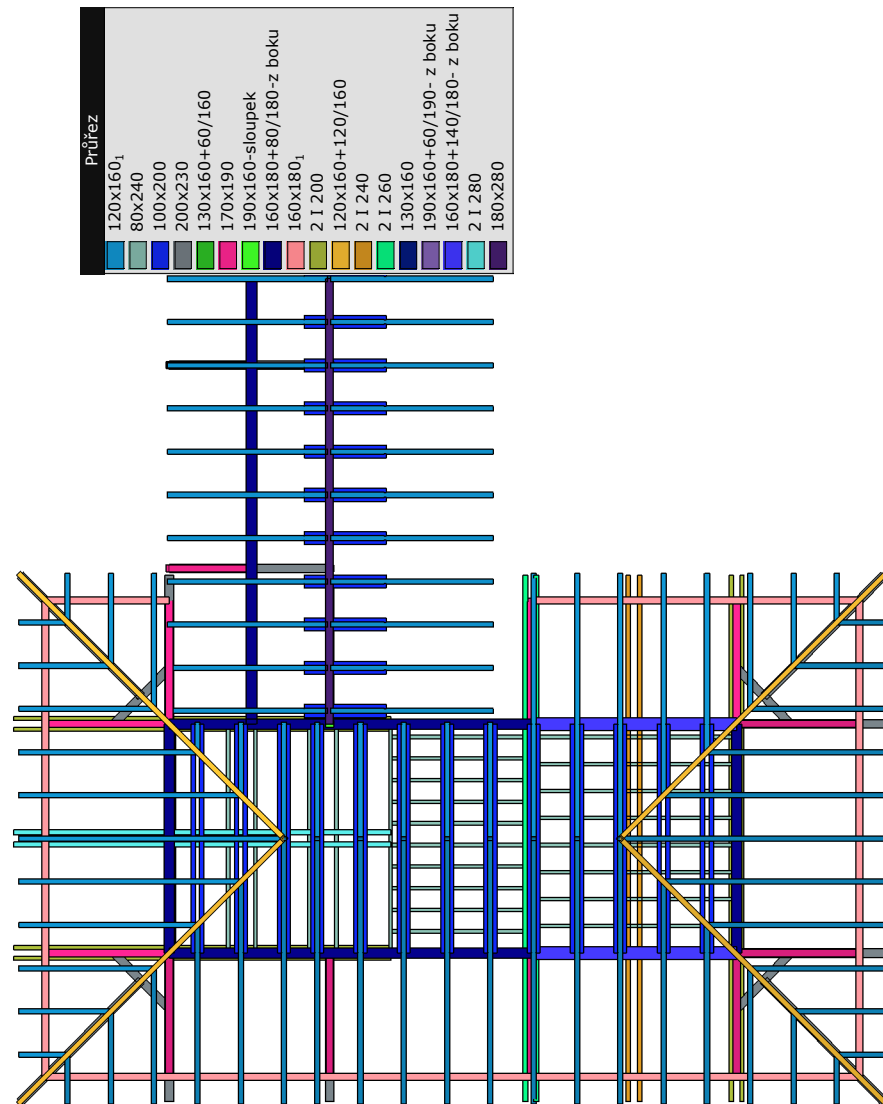 Průřez
120x160₁
80x240
100x200
200x230
130x160+60/160
170x190
190x160-sloupek
160x180+80/180-z boku
160x180₁
2 I 200
120x160+120/160
2 I 240
2 I 260
130x160
190x160+60/190- z boku
160x180+140/180- z boku
2 I 280
180x280